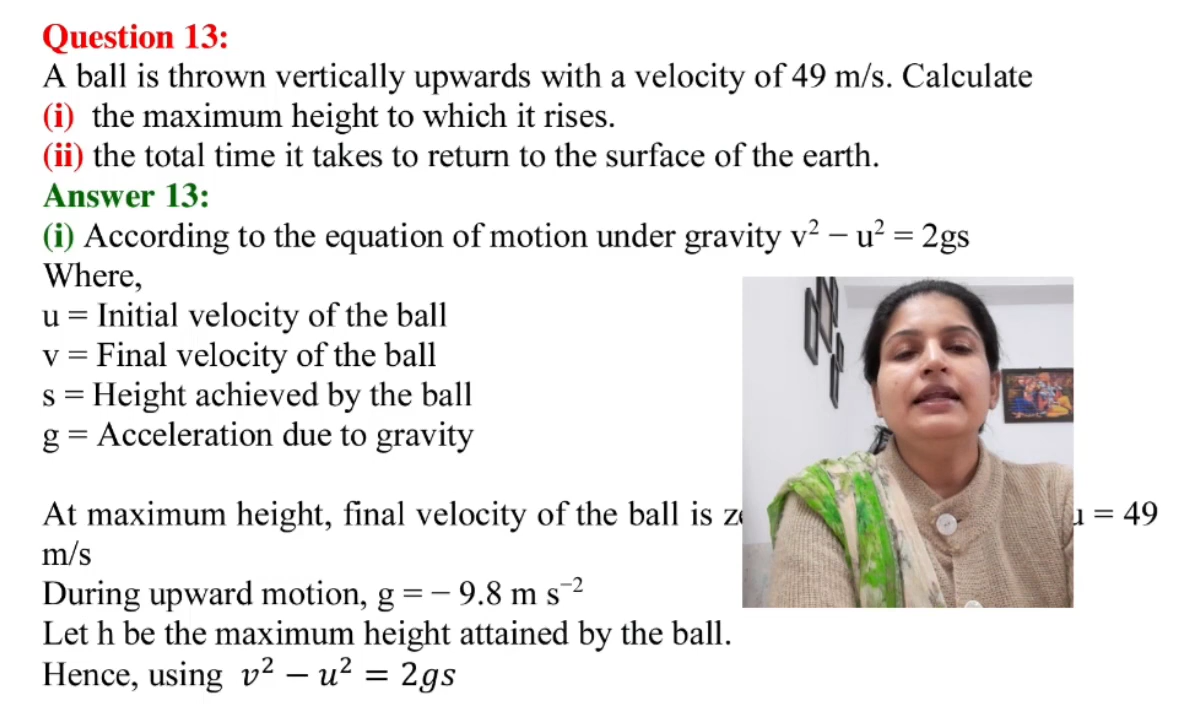 Question 13:
A ball is thrown vertically upwards with a velocity of 49 m/s. Calculate
(i) the maximum height to which it rises.
(ii) the total time it takes to return to the surface of the earth.
Answer 13:
(i) According to the equation of motion under gravity v² – u² = 2gs
Where,
u = Initial velocity of the ball
v = Final velocity of the ball
s = Height achieved by the ball
g = Acceleration due to gravity
At maximum height, final velocity of the ball is = 49
m/s
During upward motion, g = – 9.8 m s⁻²
Let h be the maximum height attained by the ball.
Hence, using v² − u² = 2gs